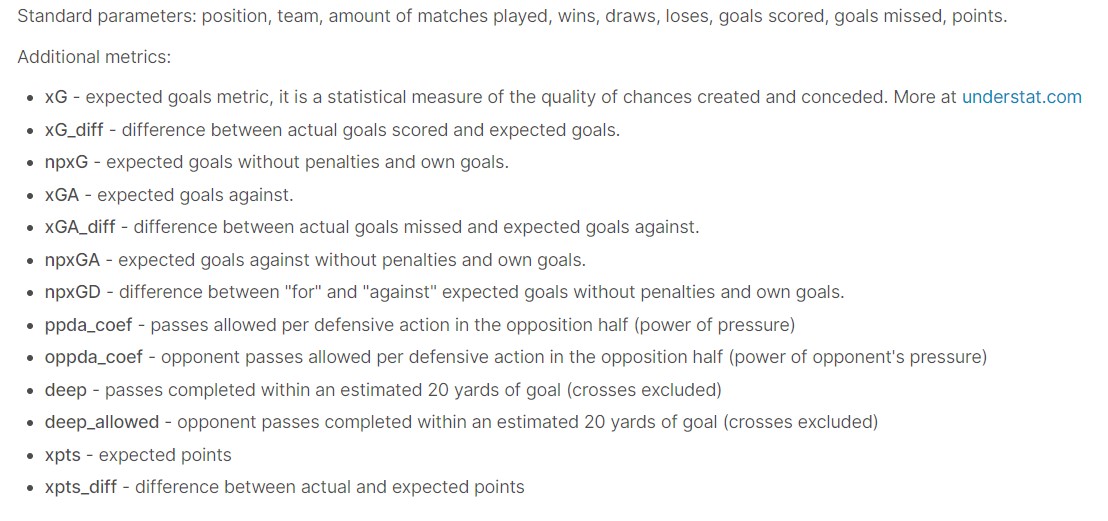 Standard parameters: position, team, amount of matches played, wins, draws, loses, goals scored, goals missed, points.
Additional metrics:
• xG - expected goals metric, it is a statistical measure of the quality of chances created and conceded. More at understat.com
• xG_diff - difference between actual goals scored and expected goals.
• npxG - expected goals without penalties and own goals.
• xGA - expected goals against.
• xGA_diff - difference between actual goals missed and expected goals against.
• npxGA - expected goals against without penalties and own goals.
• npxGD - difference between "for" and "against" expected goals without penalties and own goals.
• ppda_coef - passes allowed per defensive action in the opposition half (power of pressure)
• oppda_coef - opponent passes allowed per defensive action in the opposition half (power of opponent's pressure)
• deep - passes completed within an estimated 20 yards of goal (crosses excluded)
• deep_allowed - opponent passes completed within an estimated 20 yards of goal (crosses excluded)
• xpts - expected points
• xpts_diff - difference between actual and expected points